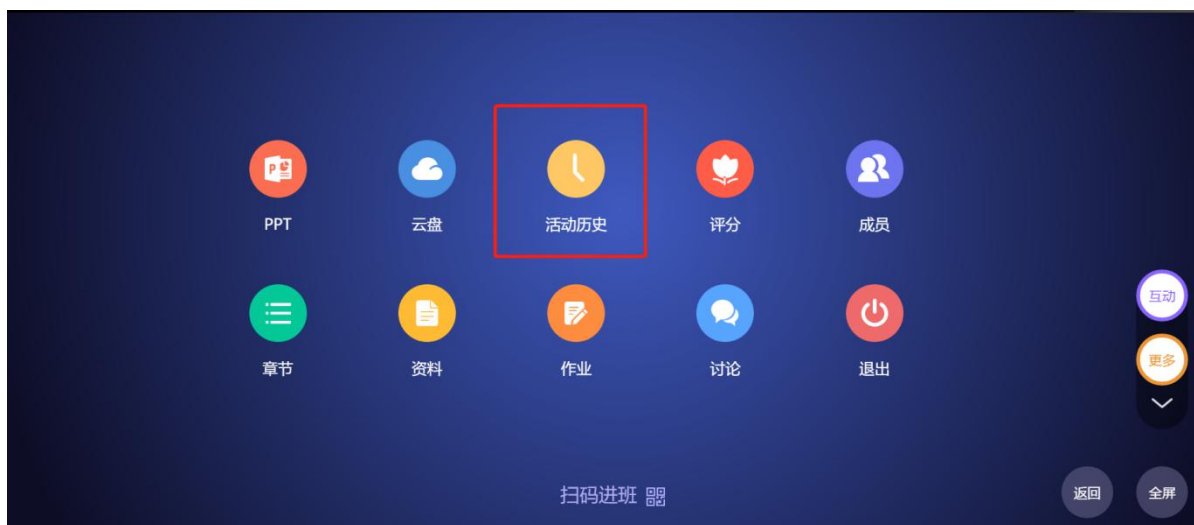 PPT
云盘
活动历史
评分
成员
章节
资料
作业
讨论
退出
互动
更多
扫码进班
返回
全屏